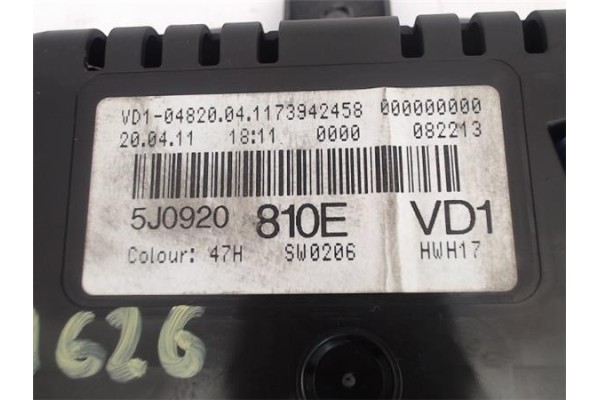 VD1-04820.04.1173942458 000000000
20.04.11 18:11 0000 082213
5J0920 810E VD1
Colour: 47H SW0206 HWH17
1626